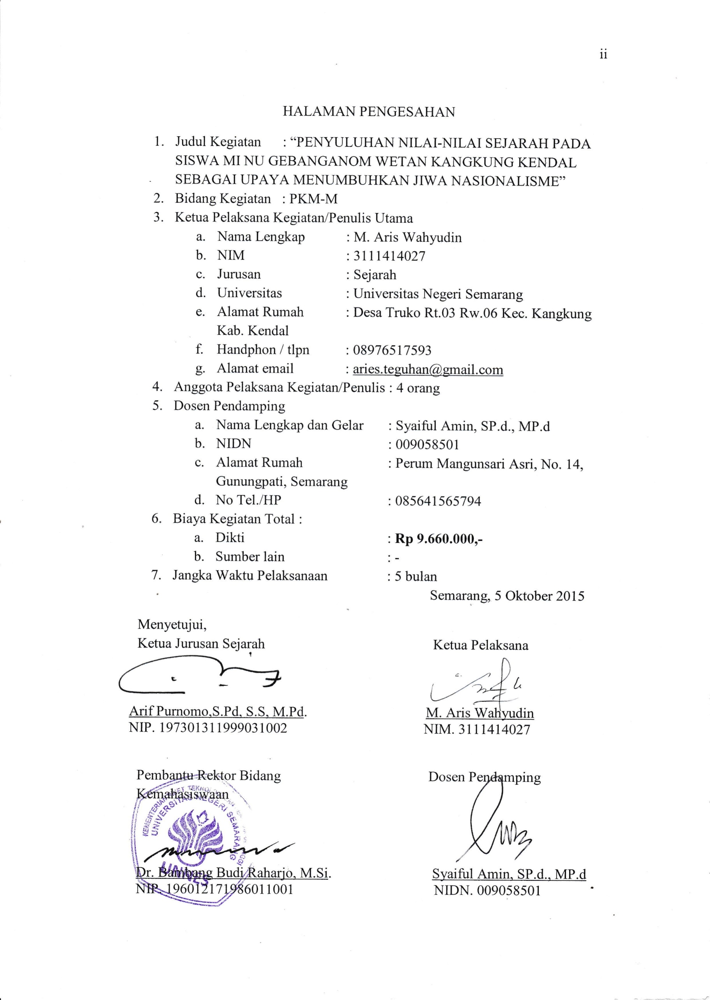 ii
HALAMAN PENGESAHAN
1. Judul Kegiatan : “PENYULUHAN NILAI-NILAI SEJARAH PADA
SISWA MI NU GEBANGANOM WETAN KANGKUNG KENDAL
SEBAGAI UPAYA MENUMBUHKAN JIWA NASIONALISME”
2. Bidang Kegiatan : PKM-M
3. Ketua Pelaksana Kegiatan/Penulis Utama
a. Nama Lengkap : M. Aris Wahyudin
b. NIM : 3111414027
c. Jurusan : Sejarah
d. Universitas : Universitas Negeri Semarang
e. Alamat Rumah : Desa Truko Rt.03 Rw.06 Kec. Kangkung
Kab. Kendal
f. Handphon / tlpn : 08976517593
g. Alamat email : aries.teguhan@gmail.com
4. Anggota Pelaksana Kegiatan/Penulis : 4 orang
5. Dosen Pendamping
a. Nama Lengkap dan Gelar : Syaiful Amin, SP.d., MP.d
b. NIDN : 009058501
c. Alamat Rumah : Perum Mangunsari Asri, No. 14,
Gunungpati, Semarang
d. No Tel./HP : 085641565794
6. Biaya Kegiatan Total :
a. Dikti : Rp 9.660.000,-
b. Sumber lain : -
7. Jangka Waktu Pelaksanaan : 5 bulan
Semarang, 5 Oktober 2015
Menyetujui,
Ketua Jurusan Sejarah Ketua Pelaksana
Arif Purnomo,S.Pd, S.S, M.Pd. M. Aris Wahyudin
NIP. 197301311999031002 NIM. 3111414027
Pembantu Rektor Bidang Dosen Pendamping
Kemahasiswaan
UNIVERSITAS NEGERI SEMARANG
UNNES
Dr. Bambang Budi Raharjo, M.Si. Syaiful Amin, SP.d., MP.d
NIP. 196012171986011001 NIDN. 009058501